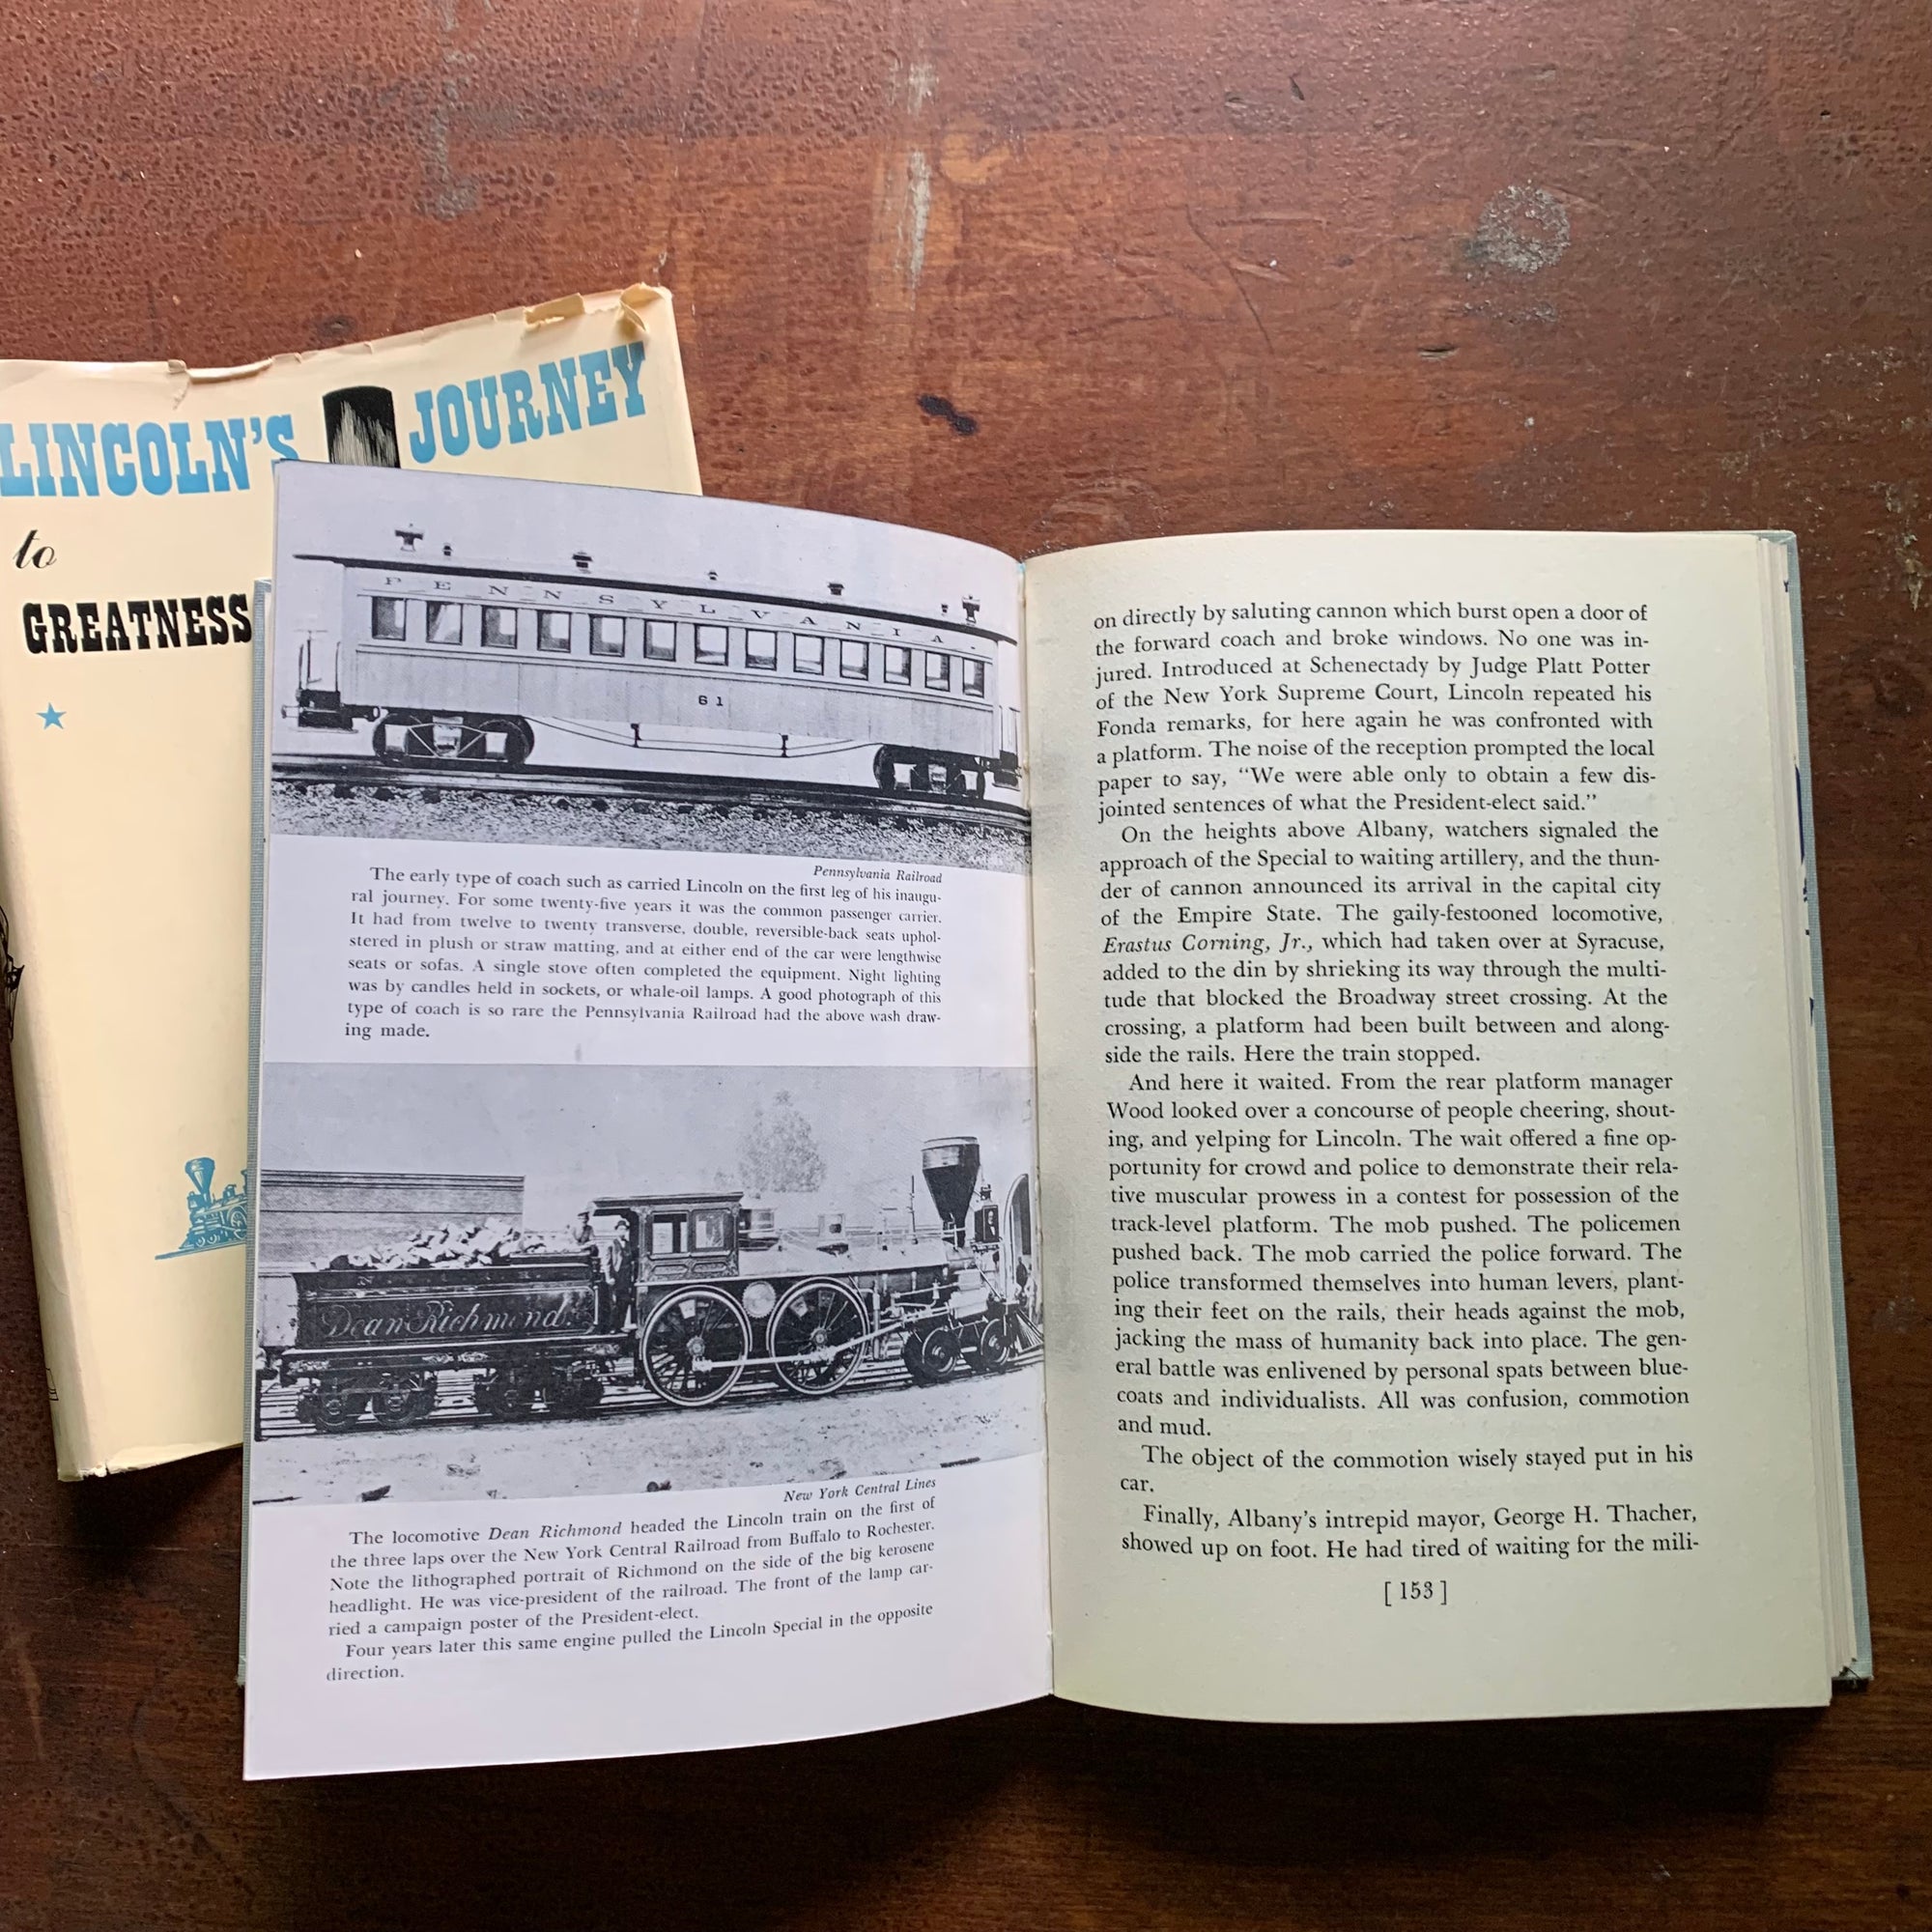 LINCOLN'S JOURNEY
to
GREATNESS
PENNSYLVANIA
61
Pennsylvania Railroad
The early type of coach such as carried Lincoln on the first leg of his inaugu-
ral journey. For some twenty-five years it was the common passenger carrier.
It had from twelve to twenty transverse, double, reversible-back seats uphol-
stered in plush or straw matting, and at either end of the car were lengthwise
seats or sofas. A single stove often completed the equipment. Night lighting
was by candles held in sockets, or whale-oil lamps. A good photograph of this
type of coach is so rare the Pennsylvania Railroad had the above wash draw-
ing made.
Dean Richmond.
New York Central Lines
The locomotive Dean Richmond headed the Lincoln train on the first of
the three laps over the New York Central Railroad from Buffalo to Rochester.
Note the lithographed portrait of Richmond on the side of the big kerosene
headlight. He was vice-president of the railroad. The front of the lamp car-
ried a campaign poster of the President-elect.
Four years later this same engine pulled the Lincoln Special in the opposite
direction.
on directly by saluting cannon which burst open a door of
the forward coach and broke windows. No one was in-
jured. Introduced at Schenectady by Judge Platt Potter
of the New York Supreme Court, Lincoln repeated his
Fonda remarks, for here again he was confronted with
a platform. The noise of the reception prompted the local
paper to say, "We were able only to obtain a few dis-
jointed sentences of what the President-elect said."
On the heights above Albany, watchers signaled the
approach of the Special to waiting artillery, and the thun-
der of cannon announced its arrival in the capital city
of the Empire State. The gaily-festooned locomotive,
Erastus Corning, Jr., which had taken over at Syracuse,
added to the din by shrieking its way through the multi-
tude that blocked the Broadway street crossing. At the
crossing, a platform had been built between and along-
side the rails. Here the train stopped.
And here it waited. From the rear platform manager
Wood looked over a concourse of people cheering, shout-
ing, and yelping for Lincoln. The wait offered a fine op-
portunity for crowd and police to demonstrate their rela-
tive muscular prowess in a contest for possession of the
track-level platform. The mob pushed. The policemen
pushed back. The mob carried the police forward. The
police transformed themselves into human levers, plant-
ing their feet on the rails, their heads against the mob,
jacking the mass of humanity back into place. The gen-
eral battle was enlivened by personal spats between blue-
coats and individualists. All was confusion, commotion
and mud.
The object of the commotion wisely stayed put in his
car.
Finally, Albany's intrepid mayor, George H. Thacher,
showed up on foot. He had tired of waiting for the mili-
[ 153 ]